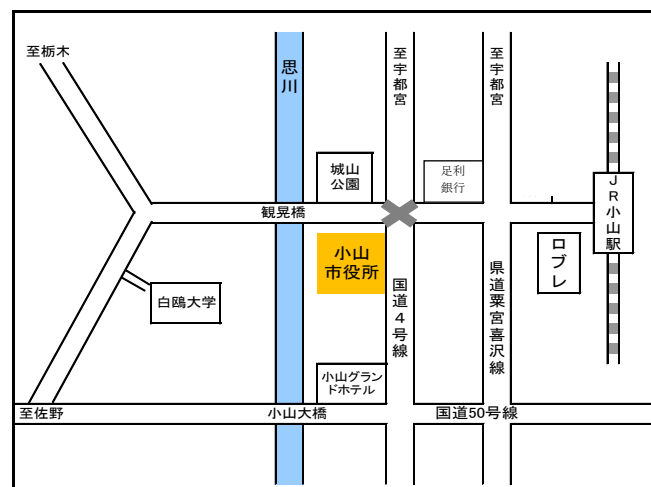 至栃木
思川
至宇都宮
至宇都宮
城山
公園
足利
銀行
JR小山駅
観晃橋
小山
市役所
国道4号線
県道粟宮喜沢線
ロブレ
白鴎大学
小山グラン
ドホテル
至佐野
小山大橋
国道50号線